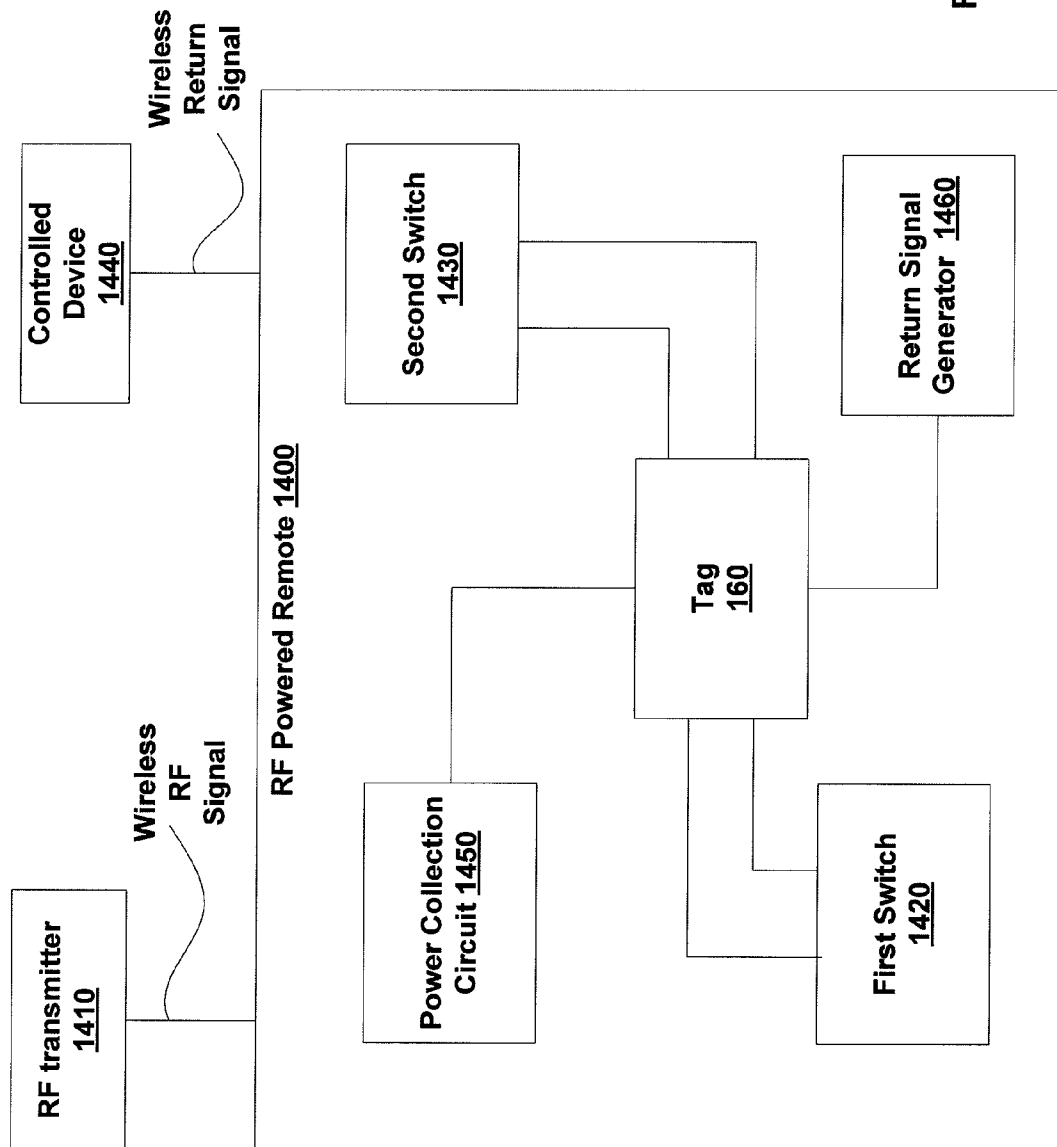 RF transmitter
1410
Wireless
RF
Signal
Controlled
Device
1440
Wireless
Return
Signal
RF Powered Remote 1400
Power Collection
Circuit 1450
Second Switch
1430
Tag
160
First Switch
1420
Return Signal
Generator 1460